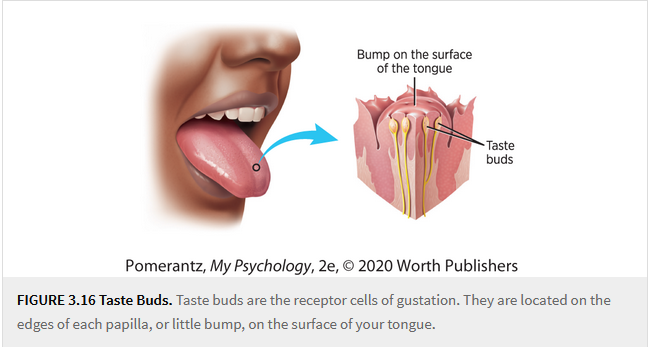 Bump on the surface
of the tongue
Taste
buds
Pomerantz, My Psychology, 2e, © 2020 Worth Publishers
FIGURE 3.16 Taste Buds. Taste buds are the receptor cells of gustation. They are located on the
edges of each papilla, or little bump, on the surface of your tongue.